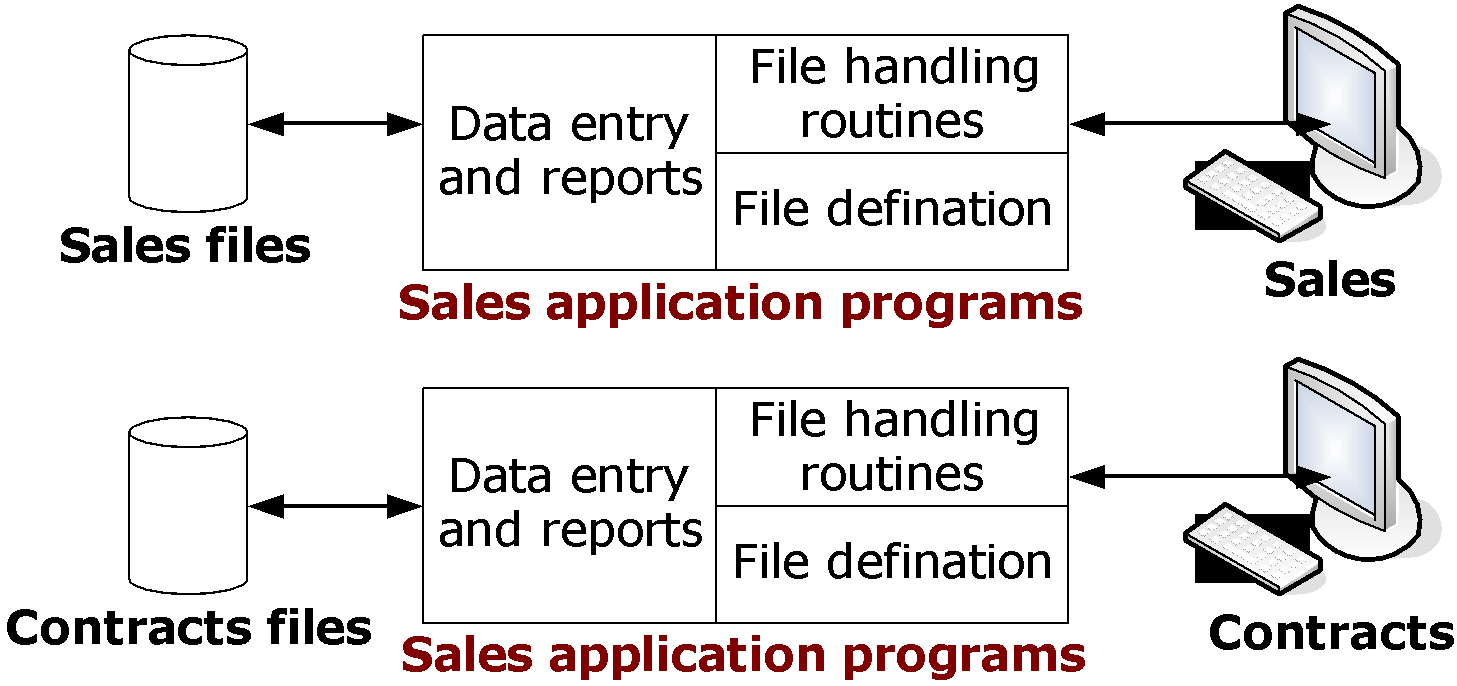 File handling
routines
Data entry
and reports
File defination
Sales files
Sales
Sales application programs
File handling
routines
Data entry
and reports
File defination
Contracts files
Contracts
Sales application programs